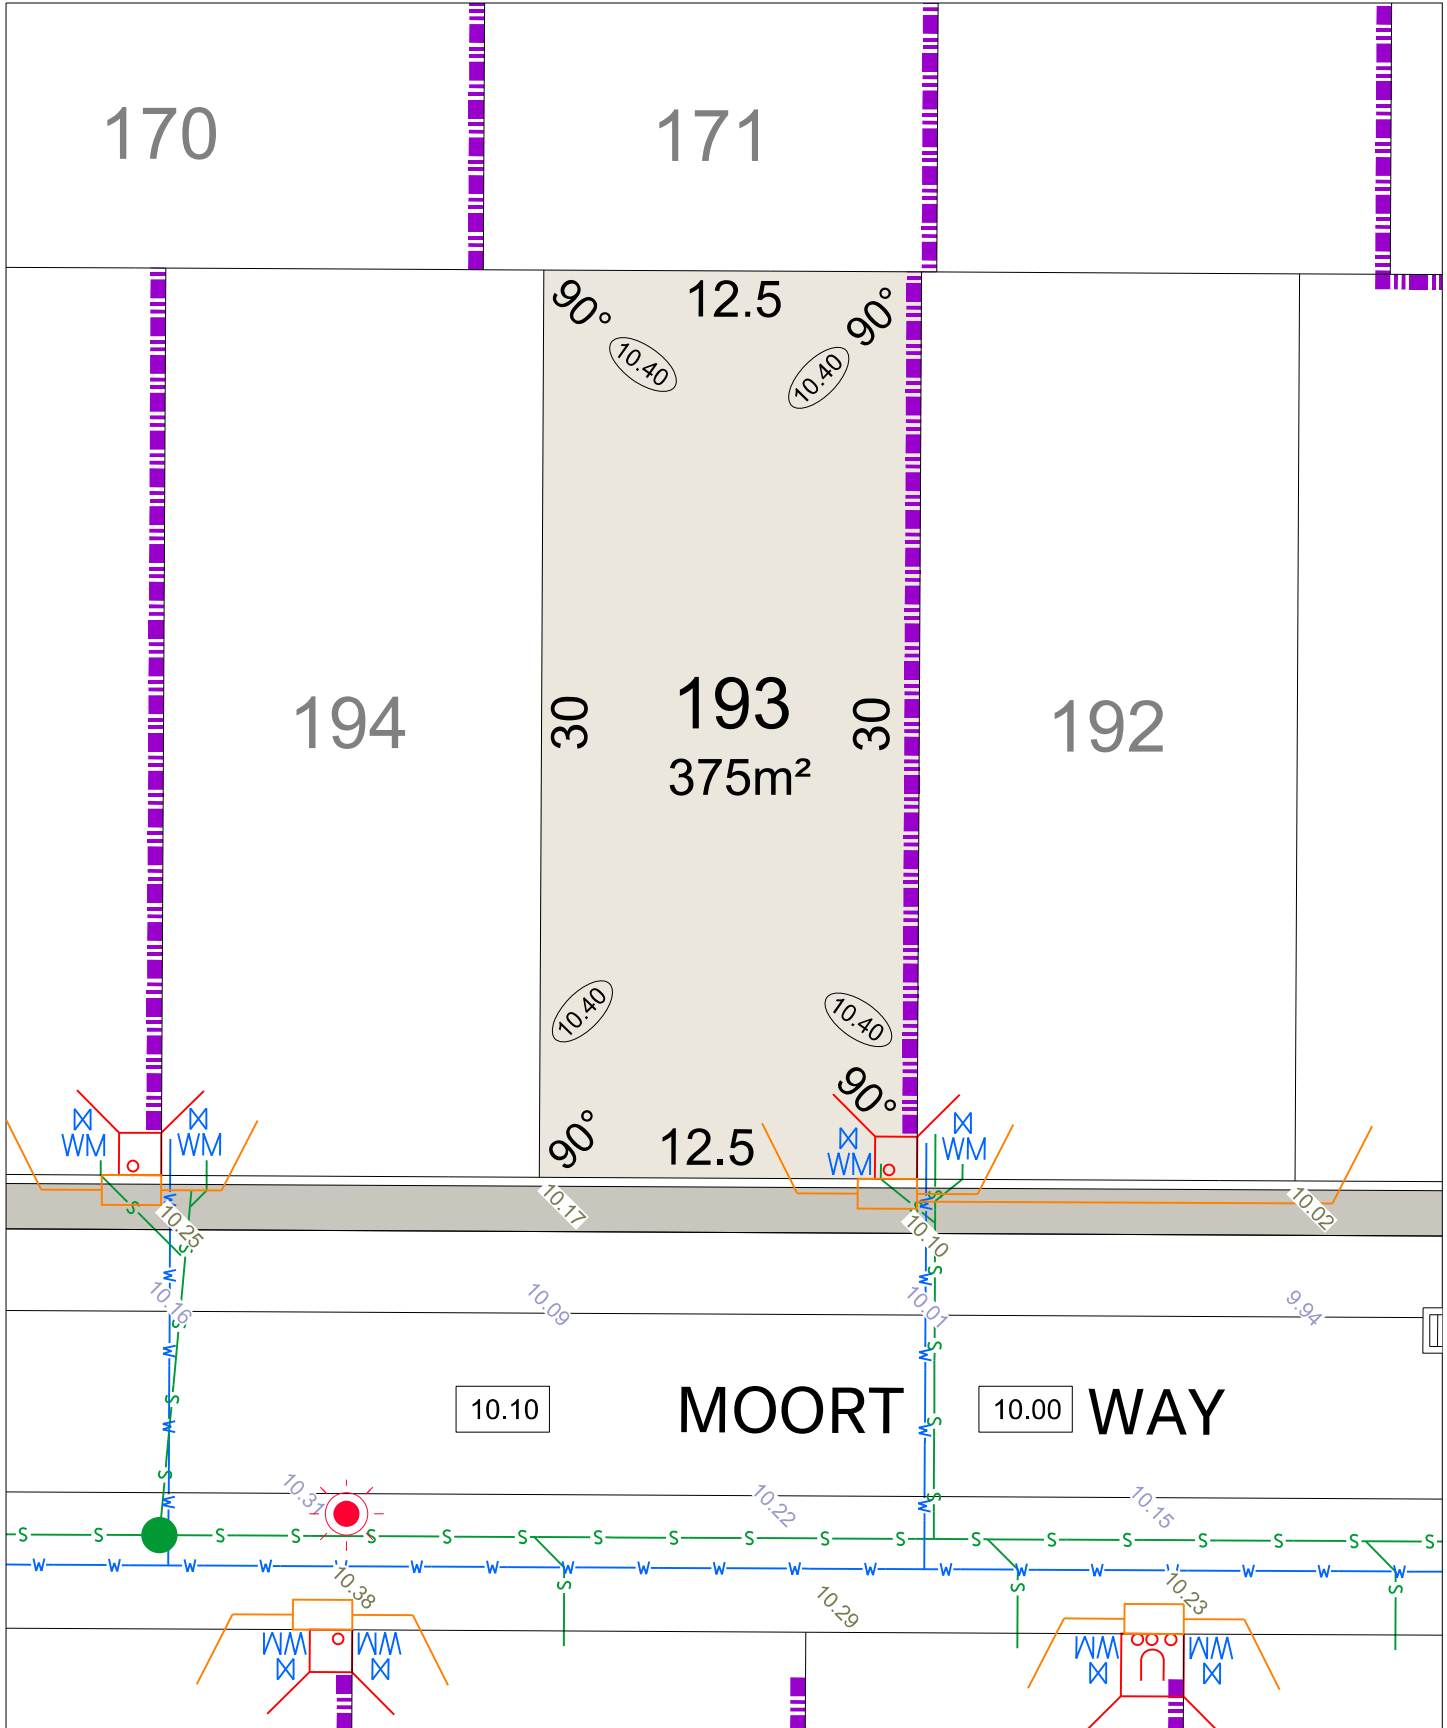 170
171
12.5
90°
90°
10.40
10.40
194
30
193
30
192
375m²
10.40
10.40
90°
90°
12.5
WM
WM
WM
WM
10.25
10.17
10.10
10.02
S
W
S
W
W
S
10.16
10.09
10.01
9.94
S
W
W
S
S
W
W
S
10.10
MOORT
10.00
WAY
S
W
W
S
10.31
10.22
10.15
S S S S S S S S S S S S S S S S S S
W W W W W W W W W W W W W W W W W W W
S
S
S
10.38
10.29
10.23
WM
WM
WM
WM